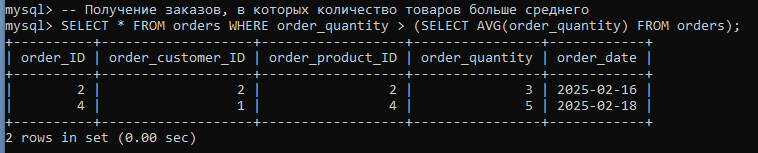 mysql> -- Получение заказов, в которых количество товаров больше среднего
mysql> SELECT * FROM orders WHERE order_quantity > (SELECT AVG(order_quantity) FROM orders);
+----------+-------------------+------------------+----------------+------------+
| order_ID | order_customer_ID | order_product_ID | order_quantity | order_date |
+----------+-------------------+------------------+----------------+------------+
|        2 |                 2 |                2 |              3 | 2025-02-16 |
|        4 |                 1 |                4 |              5 | 2025-02-18 |
+----------+-------------------+------------------+----------------+------------+
2 rows in set (0.00 sec)